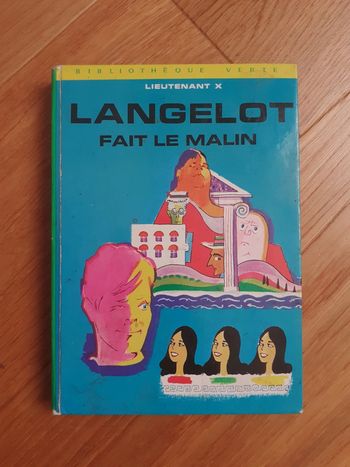 BIBLIOTHÈQUE VERTE
LIEUTENANT X
LANGELOT
FAIT LE MALIN